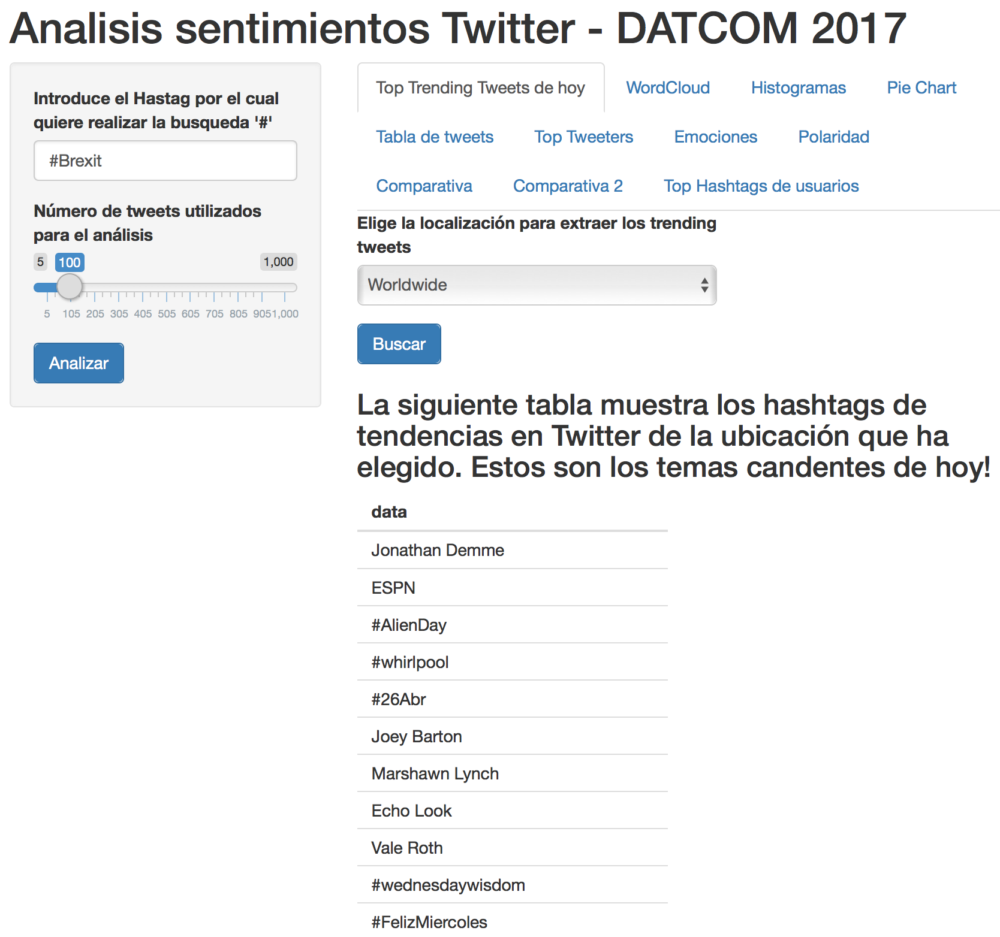 Analisis sentimientos Twitter - DATCOM 2017
Introduce el Hastag por el cual
quiere realizar la busqueda '#'
#Brexit
Número de tweets utilizados
para el análisis
5 100 1,000
5 105 205 305 405 505 605 705 805 9051,000
Analizar
Top Trending Tweets de hoy WordCloud Histogramas Pie Chart
Tabla de tweets Top Tweeters Emociones Polaridad
Comparativa Comparativa 2 Top Hashtags de usuarios
Elige la localización para extraer los trending
tweets
Worldwide
Buscar
La siguiente tabla muestra los hashtags de
tendencias en Twitter de la ubicación que ha
elegido. Estos son los temas candentes de hoy!
data
Jonathan Demme
ESPN
#AlienDay
#whirlpool
#26Abr
Joey Barton
Marshawn Lynch
Echo Look
Vale Roth
#wednesdaywisdom
#FelizMiercoles